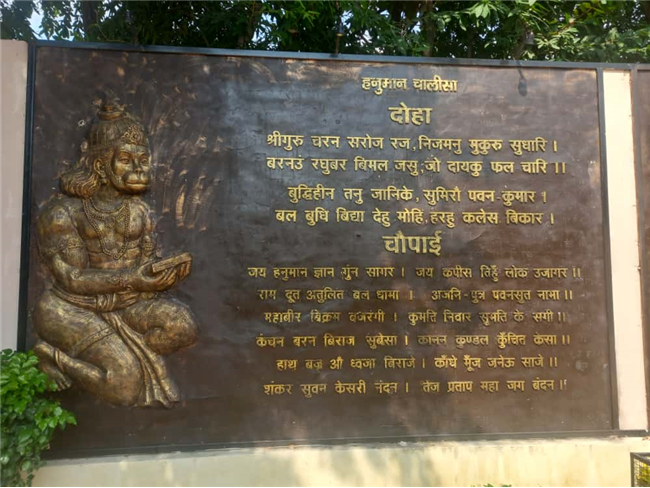 हनुमान चालीसा
दोहा
श्रीगुरु चरन सरोज रज, निजमनु मुकुरु सुधारि ।
बरनउं रघुबर बिमल जसु, जो दायकु फल चारि ।।
बुद्धिहीन तनु जानिके, सुमिरौ पवन-कुमार ।
बल बुधि बिद्या देहु मोहि, हरहु कलेस बिकार ।
चौपाई
जय हनुमान ज्ञान गुन सागर । जय कपीस तिहुँ लोक उजागर ।।
राम दूत अतुलित बल धामा । अंजनि-पुत्र पवनसुत नामा ।।
महाबीर बिक्रम बजरंगी । कुमति निवार सुमति के संगी ।।
कंचन बरन बिराज सुबेसा । कानन कुण्डल कुँचित केसा ।।
हाथ बज्र औ ध्वजा बिराजे । काँधे मूँज जनेऊ साजे ।।
शंकर सुवन केसरी नंदन । तेज प्रताप महा जग बंदन ।।